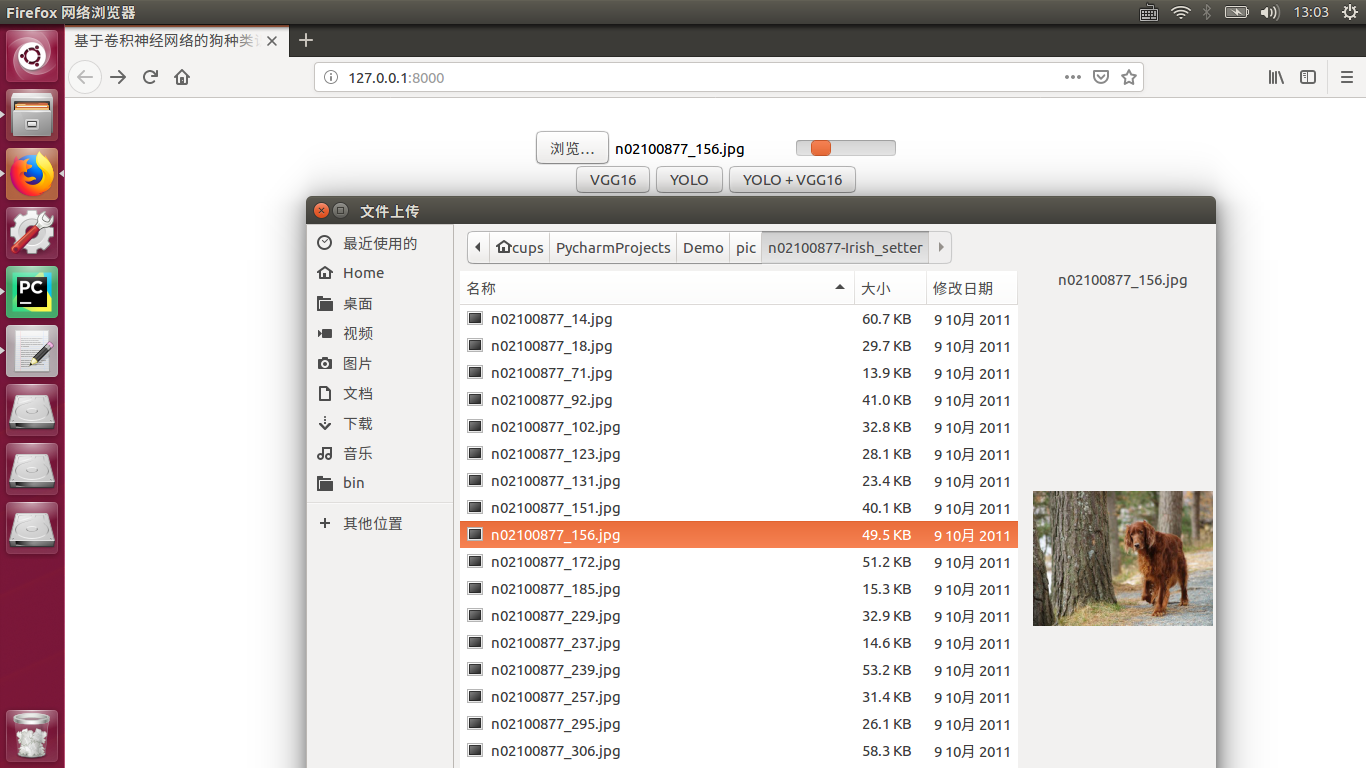 Firefox 网络浏览器
13:03
基于卷积神经网络的狗种类
127.0.0.1:8000
浏览… n02100877_156.jpg
VGG16 YOLO YOLO + VGG16
文件上传
最近使用的
Home
桌面
视频
图片
文档
下载
音乐
bin
其他位置
cups PycharmProjects Demo pic n02100877-Irish_setter
名称 大小 修改日期
n02100877_14.jpg 60.7 KB 9 10月 2011
n02100877_18.jpg 29.7 KB 9 10月 2011
n02100877_71.jpg 13.9 KB 9 10月 2011
n02100877_92.jpg 41.0 KB 9 10月 2011
n02100877_102.jpg 32.8 KB 9 10月 2011
n02100877_123.jpg 28.1 KB 9 10月 2011
n02100877_131.jpg 23.4 KB 9 10月 2011
n02100877_151.jpg 40.1 KB 9 10月 2011
n02100877_156.jpg 49.5 KB 9 10月 2011
n02100877_172.jpg 51.2 KB 9 10月 2011
n02100877_185.jpg 15.3 KB 9 10月 2011
n02100877_229.jpg 32.9 KB 9 10月 2011
n02100877_237.jpg 14.6 KB 9 10月 2011
n02100877_239.jpg 53.2 KB 9 10月 2011
n02100877_257.jpg 31.4 KB 9 10月 2011
n02100877_295.jpg 26.1 KB 9 10月 2011
n02100877_306.jpg 58.3 KB 9 10月 2011
n02100877_156.jpg
PC